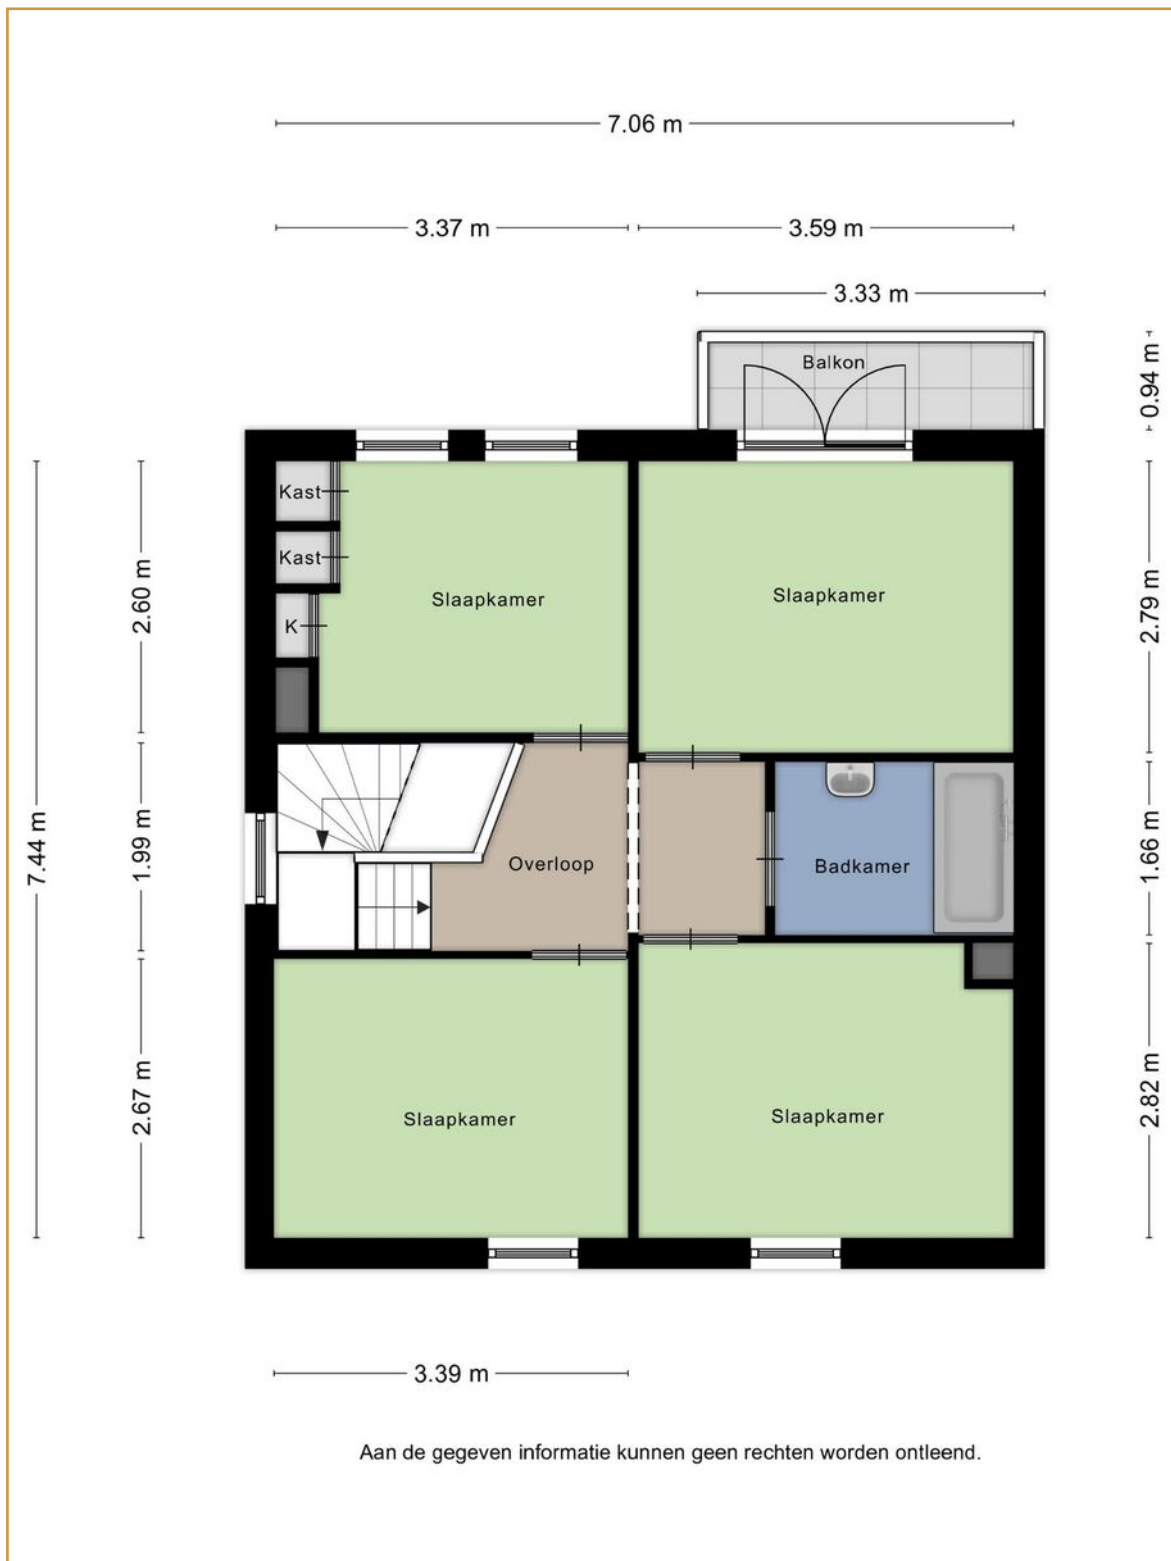 7.06 m
3.37 m
3.59 m
3.33 m
Balkon
0.94 m
Kast
Kast
K
Slaapkamer
Slaapkamer
2.60 m
2.79 m
7.44 m
1.99 m
Overloop
Badkamer
1.66 m
2.67 m
Slaapkamer
Slaapkamer
2.82 m
3.39 m
Aan de gegeven informatie kunnen geen rechten worden ontleend.